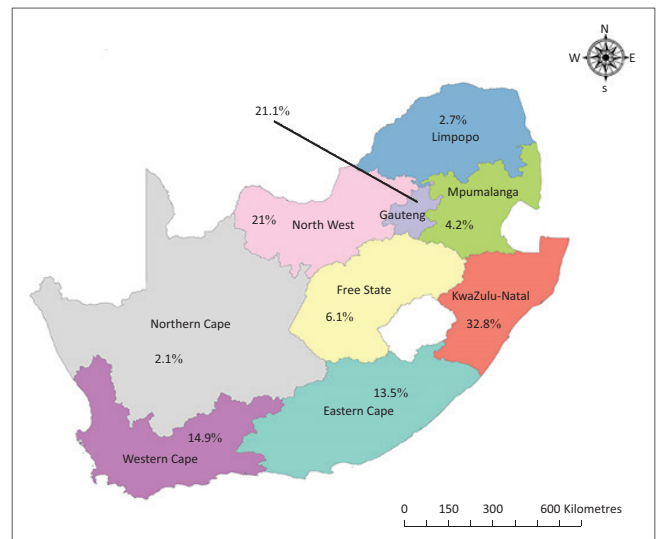 N
W E
s
21.1%
2.7%
Limpopo
Mpumalanga
4.2%
Gauteng
21%
North West
Free State
6.1%
KwaZulu-Natal
32.8%
Northern Cape
2.1%
13.5%
Eastern Cape
14.9%
Western Cape
0 150 300 600 Kilometres